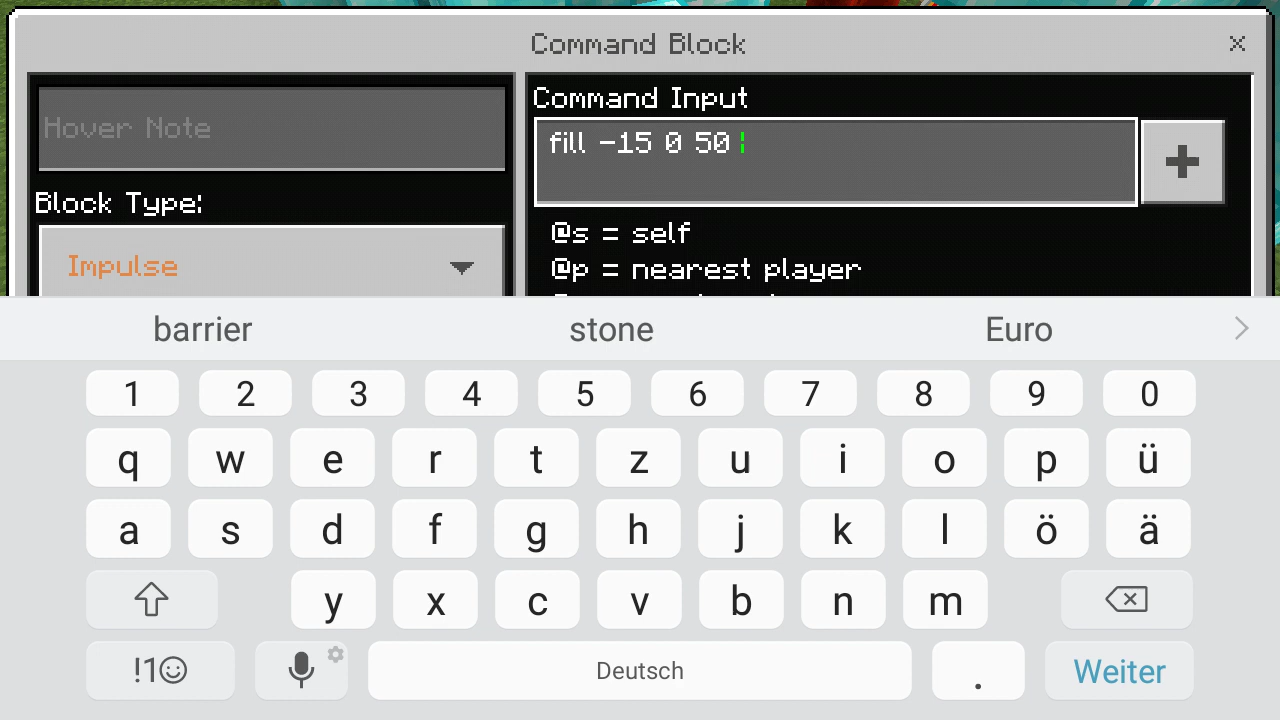 Command Block
Hover Note
Block Type:
Impulse
Command Input
fill -15 0 50
@s = self
@p = nearest player
barrier stone Euro
1 2 3 4 5 6 7 8 9 0
q w e r t z u i o p ü
a s d f g h j k l ö ä
y x c v b n m
!1☺ Deutsch . Weiter